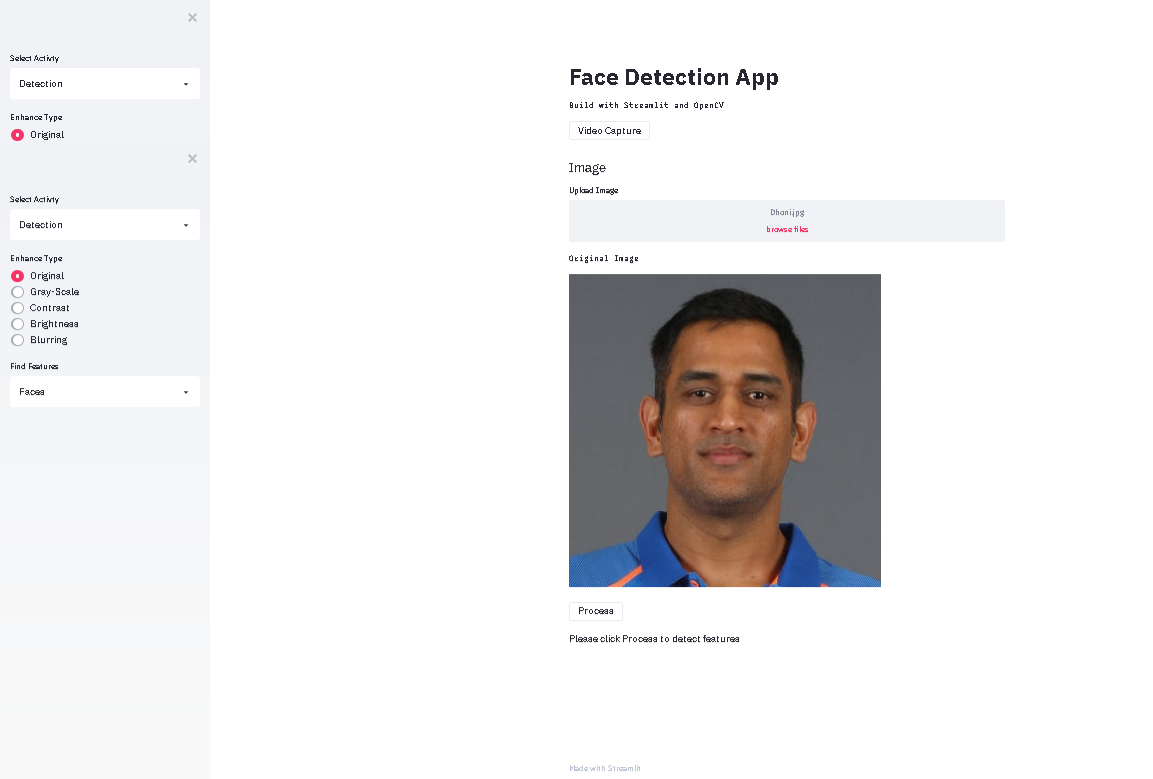 Select Activty
Detection
Enhance Type
Original
Select Activty
Detection
Enhance Type
Original
Gray-Scale
Contrast
Brightness
Blurring
Find Features
Faces
Face Detection App
Build with Streamlit and OpenCV
Video Capture
Image
Upload Image
Dhoni.jpg
browse files
Original Image
Process
Please click Process to detect features
Made with Streamlit